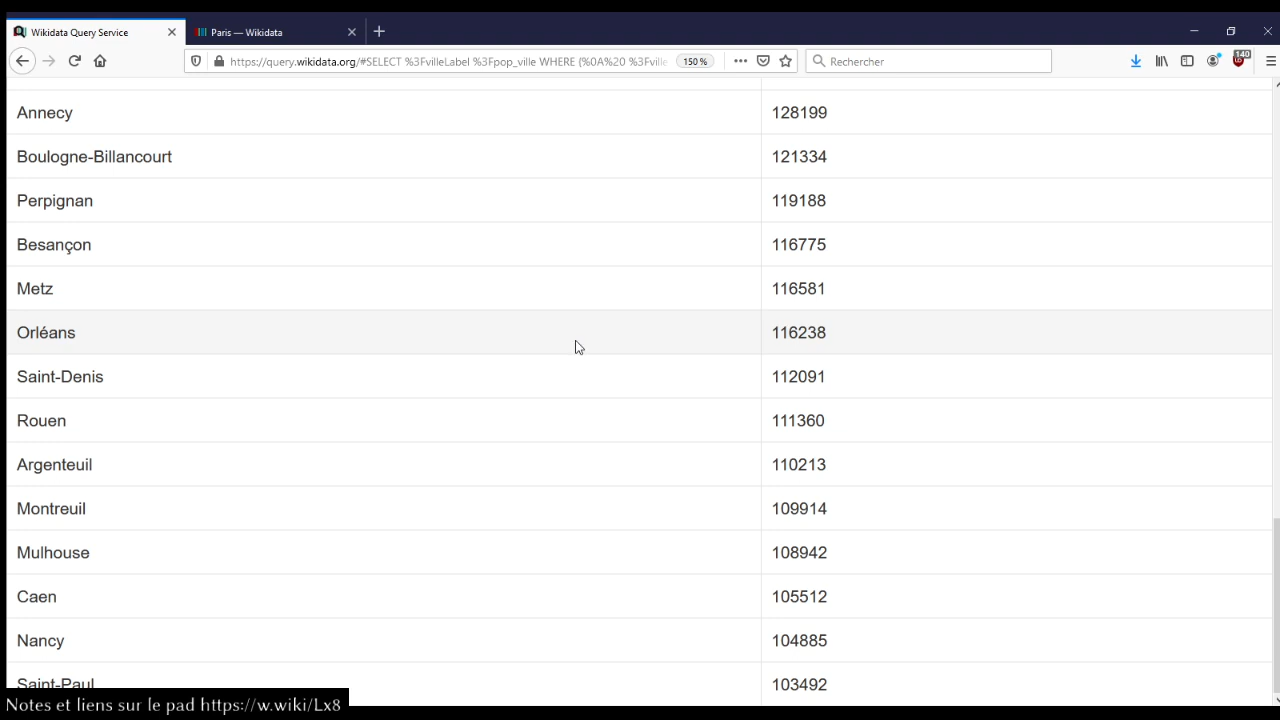 Wikidata Query Service
Paris — Wikidata
https://query.wikidata.org/#SELECT %3FvilleLabel %3Fpop_ville WHERE {%0A%20 %3Fville
150 %
Rechercher
140
Annecy 128199
Boulogne-Billancourt 121334
Perpignan 119188
Besançon 116775
Metz 116581
Orléans 116238
Saint-Denis 112091
Rouen 111360
Argenteuil 110213
Montreuil 109914
Mulhouse 108942
Caen 105512
Nancy 104885
Saint-Paul 103492
Notes et liens sur le pad https://w.wiki/Lx8